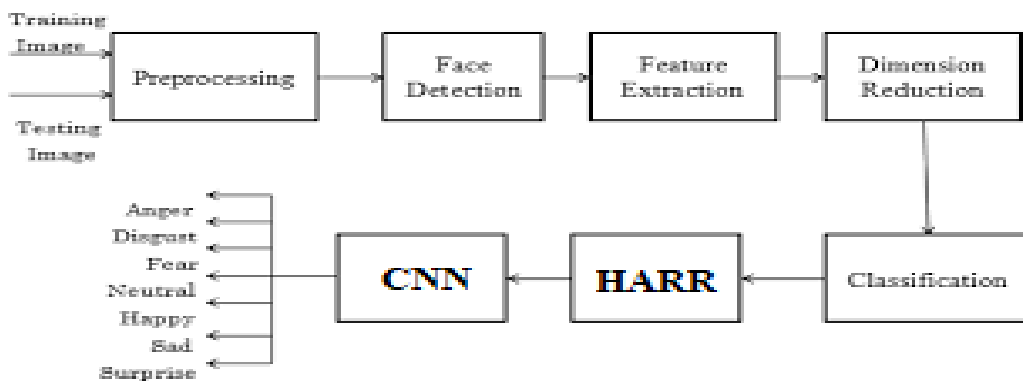 Training
Image
Preprocessing
Face
Detection
Feature
Extraction
Dimension
Reduction
Testing
Image
Anger
Disgust
Fear
Neutral
Happy
Sad
Surprise
CNN
HARR
Classification